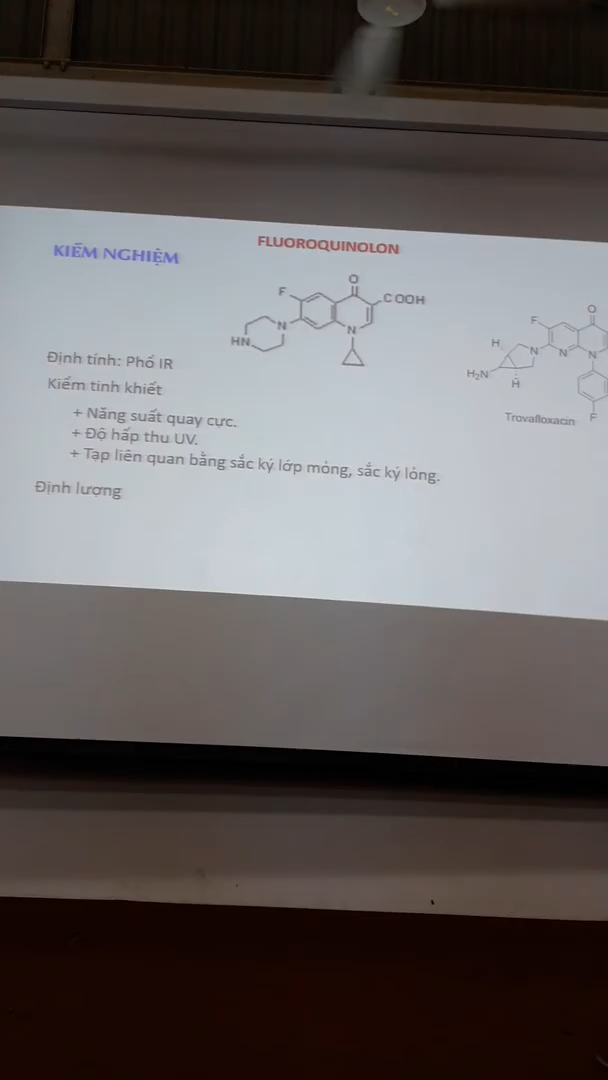 FLUOROQUINOLON
KIỂM NGHIỆM
O
F
COOH
N
N
HN
O
F
H
N
N
N
H₂N
H
F
Trovafloxacin
Định tính: Phổ IR
Kiểm tinh khiết
+ Năng suất quay cực.
+ Độ hấp thu UV.
+ Tạp liên quan bằng sắc ký lớp mỏng, sắc ký lỏng.
Định lượng